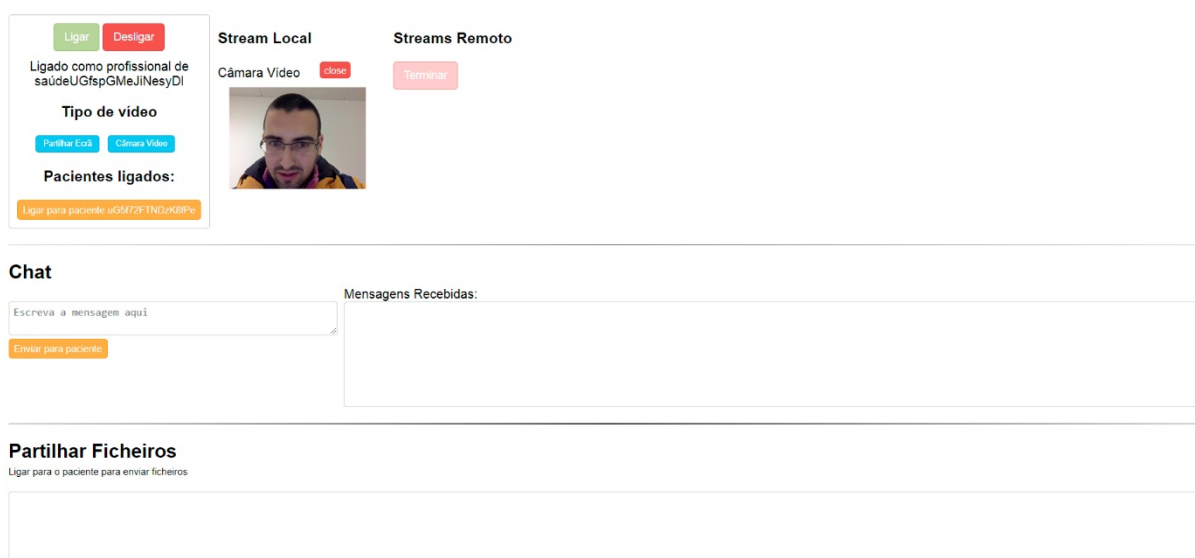 Ligar Desligar
Ligado como profissional de
saúdeUGfspGMeJiNesyDl
Tipo de vídeo
Partilhar Ecrã Câmara Vídeo
Pacientes ligados:
Ligar para paciente uG5f72FTNDzK8fPe
Stream Local
Câmara Vídeo close
Streams Remoto
Terminar
Chat
Escreva a mensagem aqui
Enviar para paciente
Mensagens Recebidas:
Partilhar Ficheiros
Ligar para o paciente para enviar ficheiros